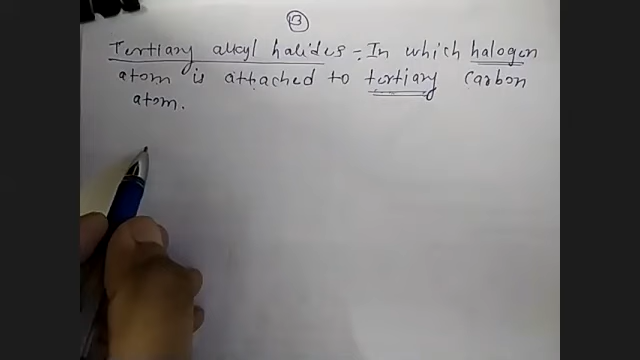 13
Tertiary alkyl halides :- In which halogen
atom is attached to tertiary carbon
atom.